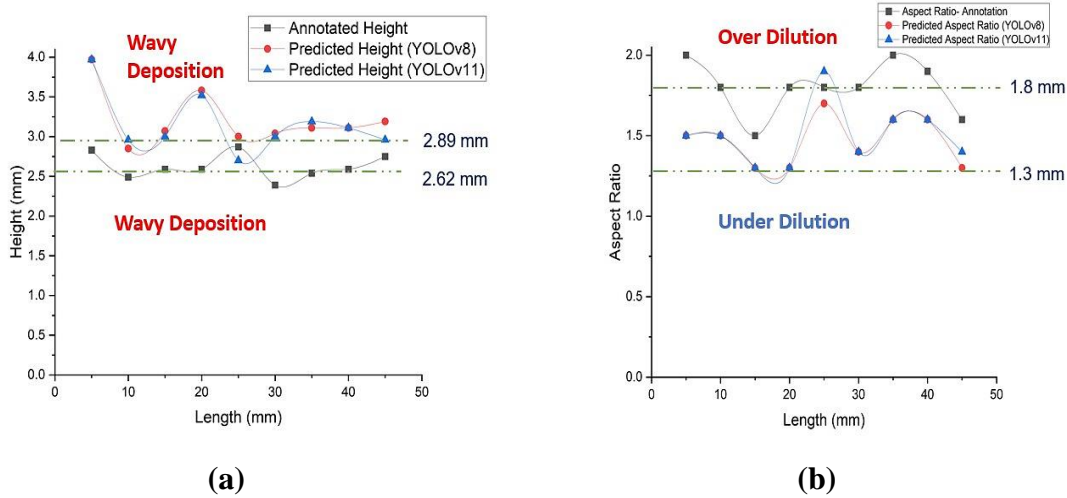 Wavy
Deposition
Annotated Height
Predicted Height (YOLOv8)
Predicted Height (YOLOv11)
4.0
3.5
3.0
2.5
2.0
1.5
1.0
0.5
0.0
Height (mm)
2.89 mm
2.62 mm
Wavy Deposition
0
10
20
30
40
50
Length (mm)
(a)
Over Dilution
Aspect Ratio- Annotation
Predicted Aspect Ratio (YOLOv8)
Predicted Aspect Ratio (YOLOv11)
2.0
1.5
1.0
0.5
0.0
Aspect Ratio
1.8 mm
1.3 mm
Under Dilution
0
10
20
30
40
50
Length (mm)
(b)